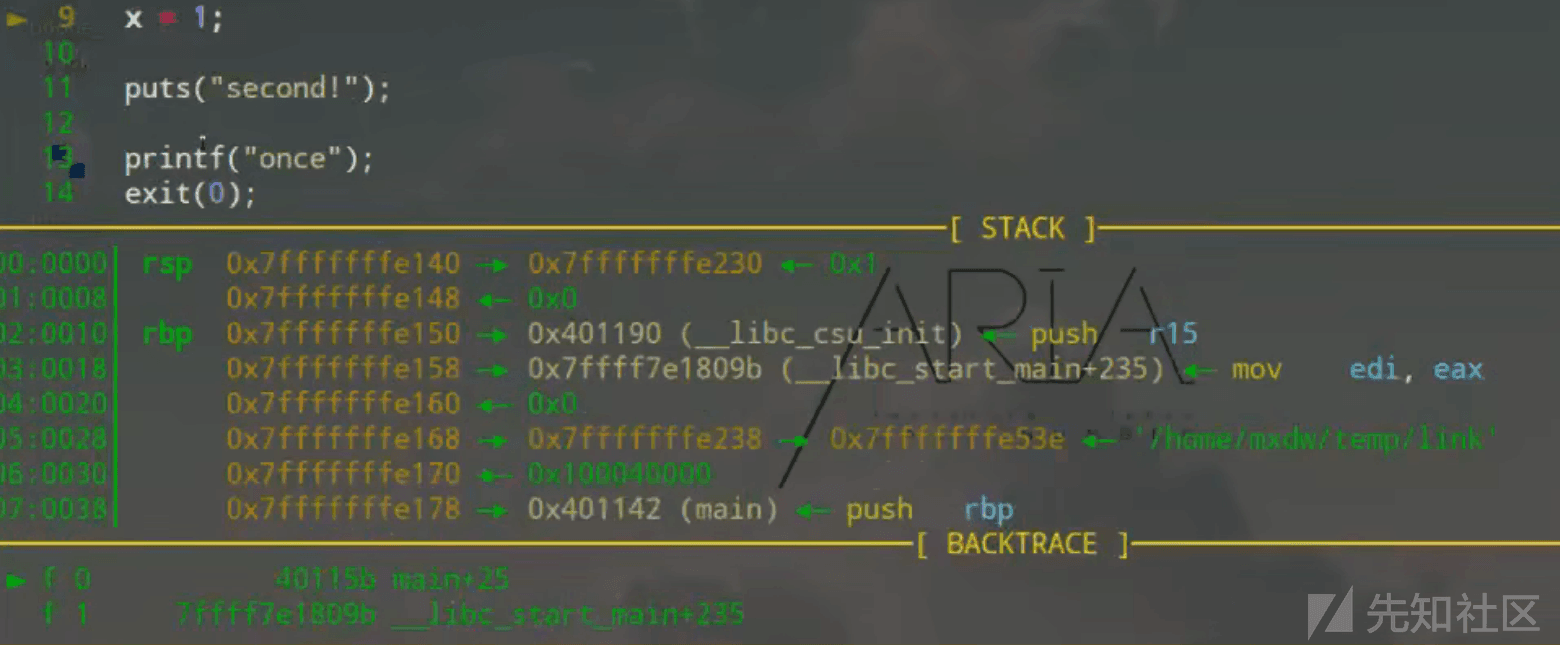 ► 9 x = 1;
10
11 puts("second!");
12
13 printf("once");
14 exit(0);
[ STACK ]
00:0000│ rsp 0x7fffffffe140 → 0x7fffffffe230 ← 0x1
01:0008│ 0x7fffffffe148 ← 0x0
02:0010│ rbp 0x7fffffffe150 → 0x401190 (__libc_csu_init) ← push r15
03:0018│ 0x7fffffffe158 → 0x7ffff7e1809b (__libc_start_main+235) ← mov edi, eax
04:0020│ 0x7fffffffe160 ← 0x0
05:0028│ 0x7fffffffe168 → 0x7fffffffe238 → 0x7fffffffe53e ← '/home/mxdw/temp/link'
06:0030│ 0x7fffffffe170 ← 0x100040000
07:0038│ 0x7fffffffe178 → 0x401142 (main) ← push rbp
ARIA
[ BACKTRACE ]
► f 0 40115b main+25
f 1 7ffff7e1809b __libc_start_main+235
先知社区